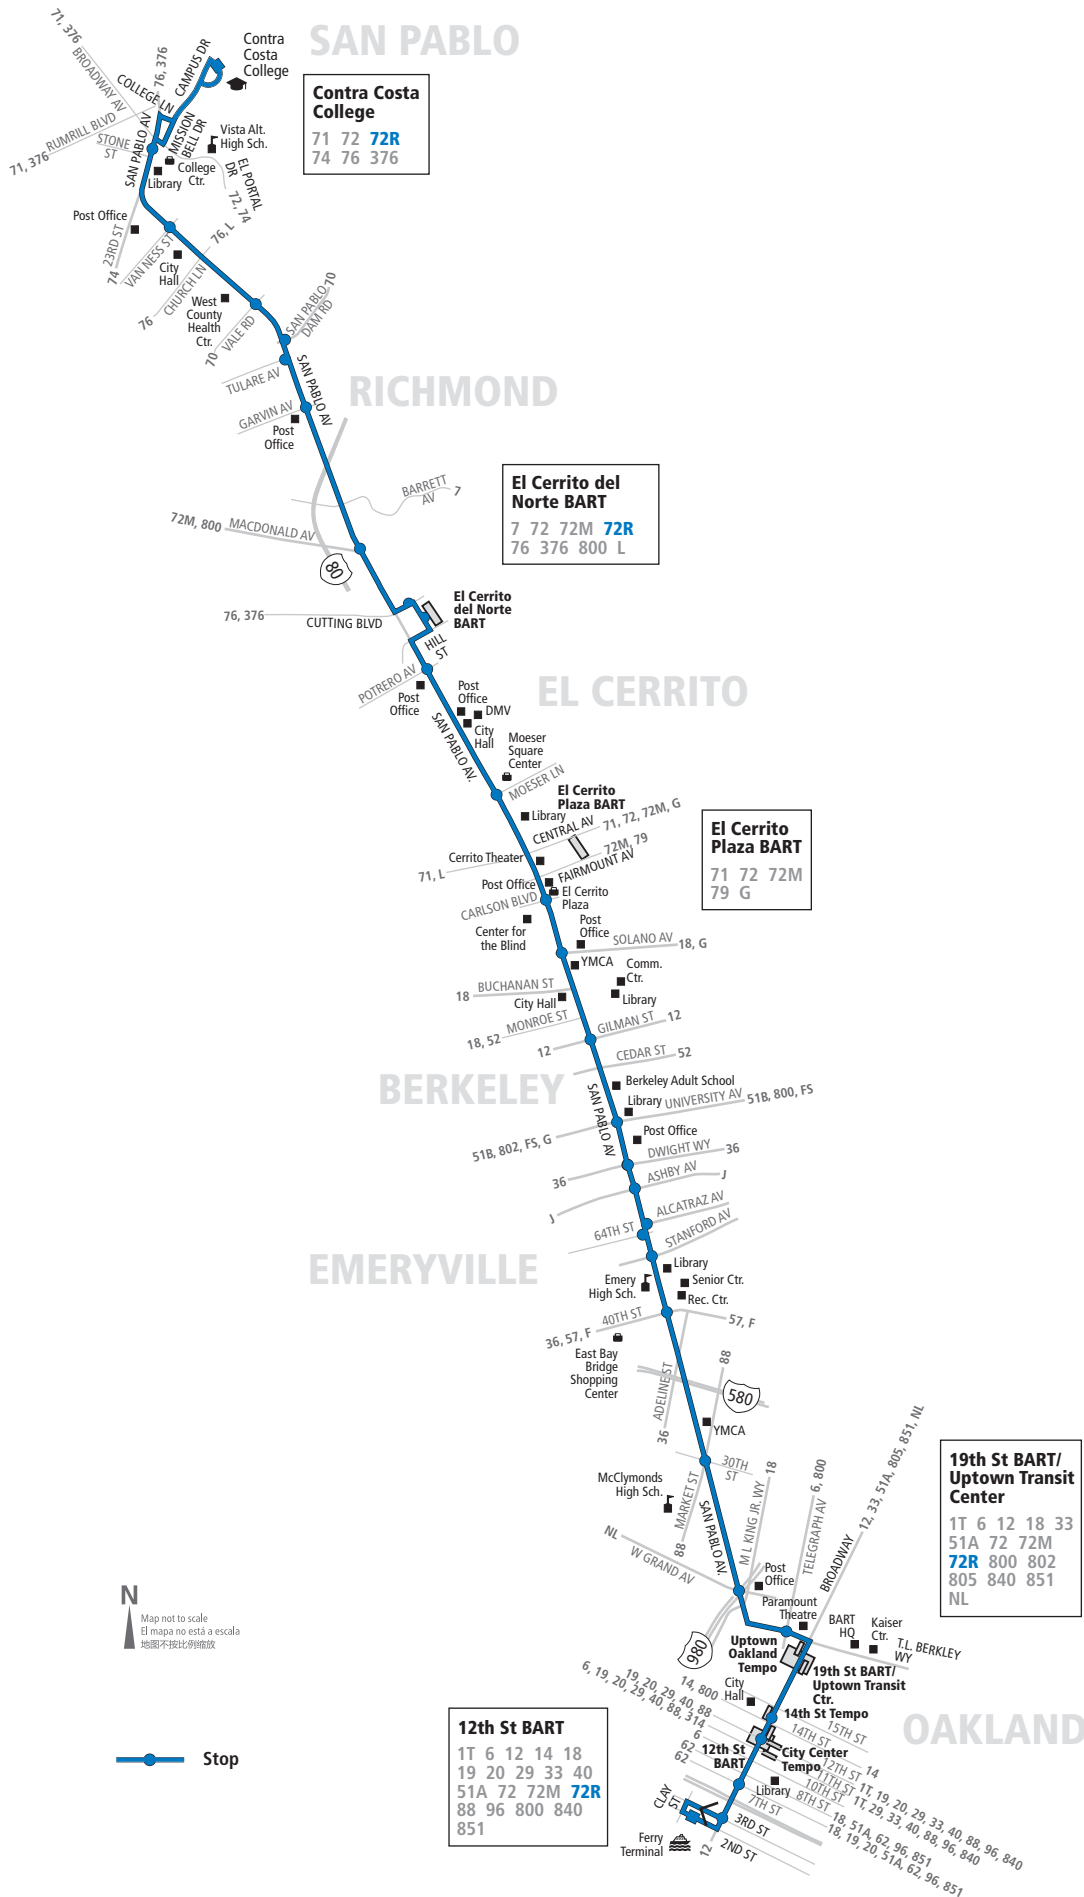 SAN PABLO
71, 376
BROADWAY AV
76, 376
COLLEGE LN
CAMPUS DR
Contra
Costa
College
RUMRILL BLVD
71, 376
STONE
ST
SAN PABLO AV
MISSION
BELL DR
Vista Alt.
High Sch.
College
Ctr.
Library
EL PORTAL
DR
72, 74
Contra Costa
College
71 72 72R
74 76 376
Post Office
23RD ST
74
VAN NESS ST
City
Hall
76, L
CHURCH LN
76
West
County
Health
Ctr.
VALE RD
70
SAN PABLO
DAM RD
70
TULARE AV
SAN PABLO AV
RICHMOND
GARVIN AV
Post
Office
BARRETT
AV
7
72M, 800
MACDONALD AV
80
El Cerrito del
Norte BART
7 72 72M 72R
76 376 800 L
El Cerrito
del Norte
BART
76, 376
CUTTING BLVD
HILL
ST
POTRERO AV
Post
Office
EL CERRITO
Post
Office
DMV
City
Hall
SAN PABLO AV.
Moeser
Square
Center
MOESER LN
El Cerrito
Plaza BART
Library
CENTRAL AV
71, 72, 72M, G
72M, 79
FAIRMOUNT AV
Cerrito Theater
71, L
Post Office
El Cerrito
Plaza
CARLSON BLVD
El Cerrito
Plaza BART
71 72 72M
79 G
Center for
the Blind
Post
Office
SOLANO AV
18, G
YMCA
Comm.
Ctr.
Library
BUCHANAN ST
18
City Hall
MONROE ST
18, 52
GILMAN ST
12
12
CEDAR ST
52
BERKELEY
SAN PABLO AV
Berkeley Adult School
Library
UNIVERSITY AV
51B, 800, FS
51B, 802, FS, G
Post Office
DWIGHT WY
36
36
ASHBY AV
J
J
ALCATRAZ AV
64TH ST
STANFORD AV
EMERYVILLE
Library
Emery
High Sch.
Senior Ctr.
Rec. Ctr.
40TH ST
36, 57, F
57, F
East Bay
Bridge
Shopping
Center
ADELINE ST
36
88
580
YMCA
30TH
ST
McClymonds
High Sch.
MARKET ST
88
SAN PABLO AV.
M L KING JR. WY
18
TELEGRAPH AV
6, 800
BROADWAY
12, 33, 51A, 805, 851, NL
NL
W GRAND AV
19th St BART/
Uptown Transit
Center
1T 6 12 18 33
51A 72 72M
72R 800 802
805 840 851
NL
Post
Office
Paramount
Theatre
BART
HQ
Kaiser
Ctr.
T.L. BERKLEY
WY
980
Uptown
Oakland
Tempo
19th St BART/
Uptown Transit
Ctr.
N
Map not to scale
El mapa no está a escala
地图不按比例缩放
City
Hall
14th St Tempo
15TH ST
14TH ST
14
14, 800
19, 20, 29, 40, 88
6, 19, 20, 29, 40, 88, 314
6
62
62
OAKLAND
12th St
BART
City Center
Tempo
Library
12TH ST
11TH ST
10TH ST
8TH ST
7TH ST
1T, 19, 20, 29, 33, 40, 88, 96, 840
1T, 29, 33, 40, 88, 96, 840
18, 51A, 62, 96, 851
18, 19, 20, 51A, 62, 96, 851
Stop
12th St BART
1T 6 12 14 18
19 20 29 33 40
51A 72 72M 72R
88 96 800 840
851
CLAY
ST
3RD ST
2ND ST
12
Ferry
Terminal